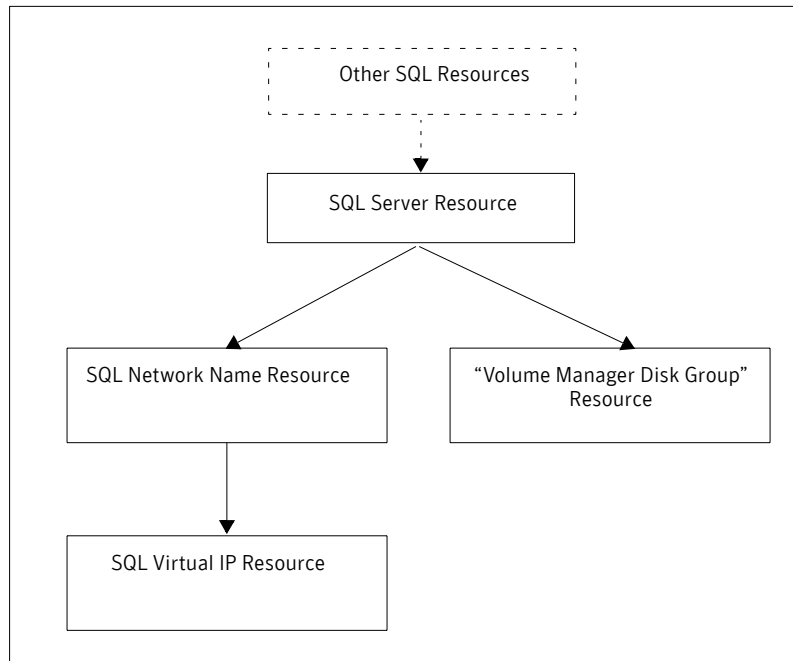 Other SQL Resources
SQL Server Resource
SQL Network Name Resource
“Volume Manager Disk Group”
Resource
SQL Virtual IP Resource